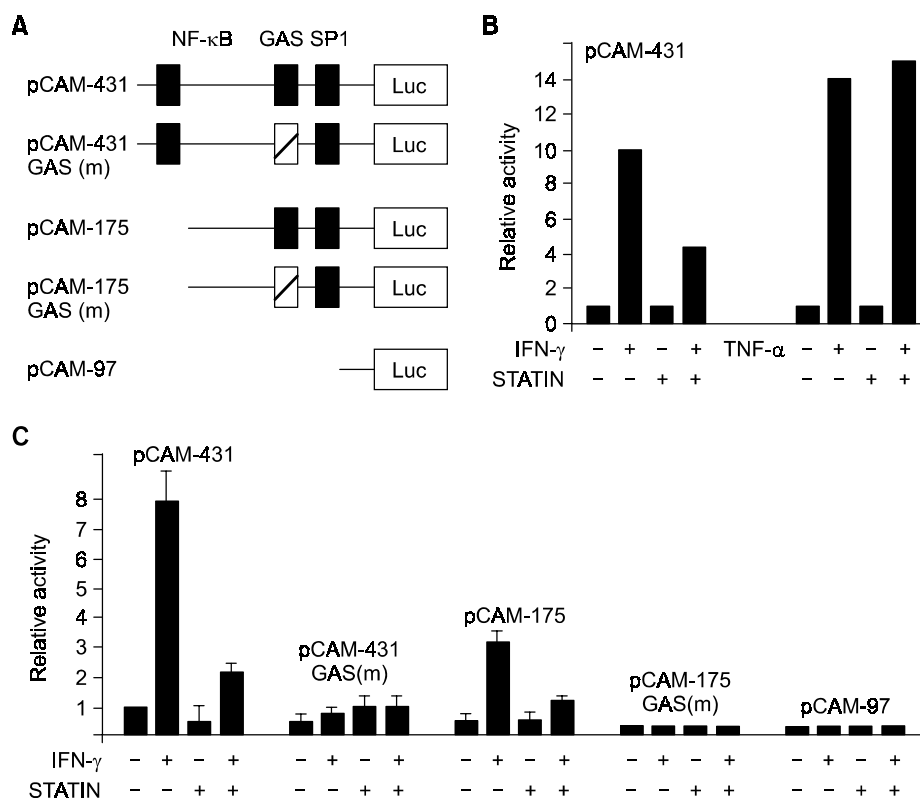 A
NF-κB GAS SP1
pCAM-431 Luc
pCAM-431
GAS (m) Luc
pCAM-175 Luc
pCAM-175
GAS (m) Luc
pCAM-97 Luc
B
pCAM-431
Relative activity
14
12
10
8
6
4
2
0
IFN-γ - + - + TNF-α - + - +
STATIN - - + + - - + +
C
Relative activity
8
7
6
5
4
3
2
1
pCAM-431
pCAM-431
GAS(m)
pCAM-175
pCAM-175
GAS(m)
pCAM-97
IFN-γ - + - + - + - + - + - + - + - + - + - +
STATIN - - + + - - + + - - + + - - + + - - + +